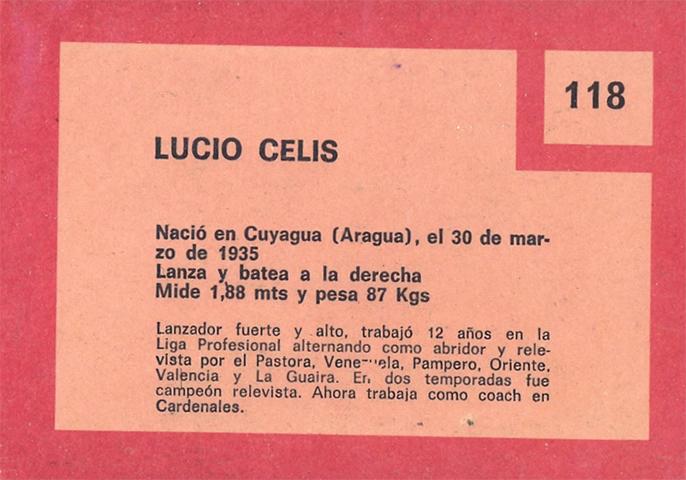 118
LUCIO CELIS
Nació en Cuyagua (Aragua), el 30 de mar-
zo de 1935
Lanza y batea a la derecha
Mide 1,88 mts y pesa 87 Kgs
Lanzador fuerte y alto, trabajó 12 años en la
Liga Profesional alternando como abridor y rele-
vista por el Pastora, Venezuela, Pampero, Oriente,
Valencia y La Guaira. En dos temporadas fue
campeón relevista. Ahora trabaja como coach en
Cardenales.